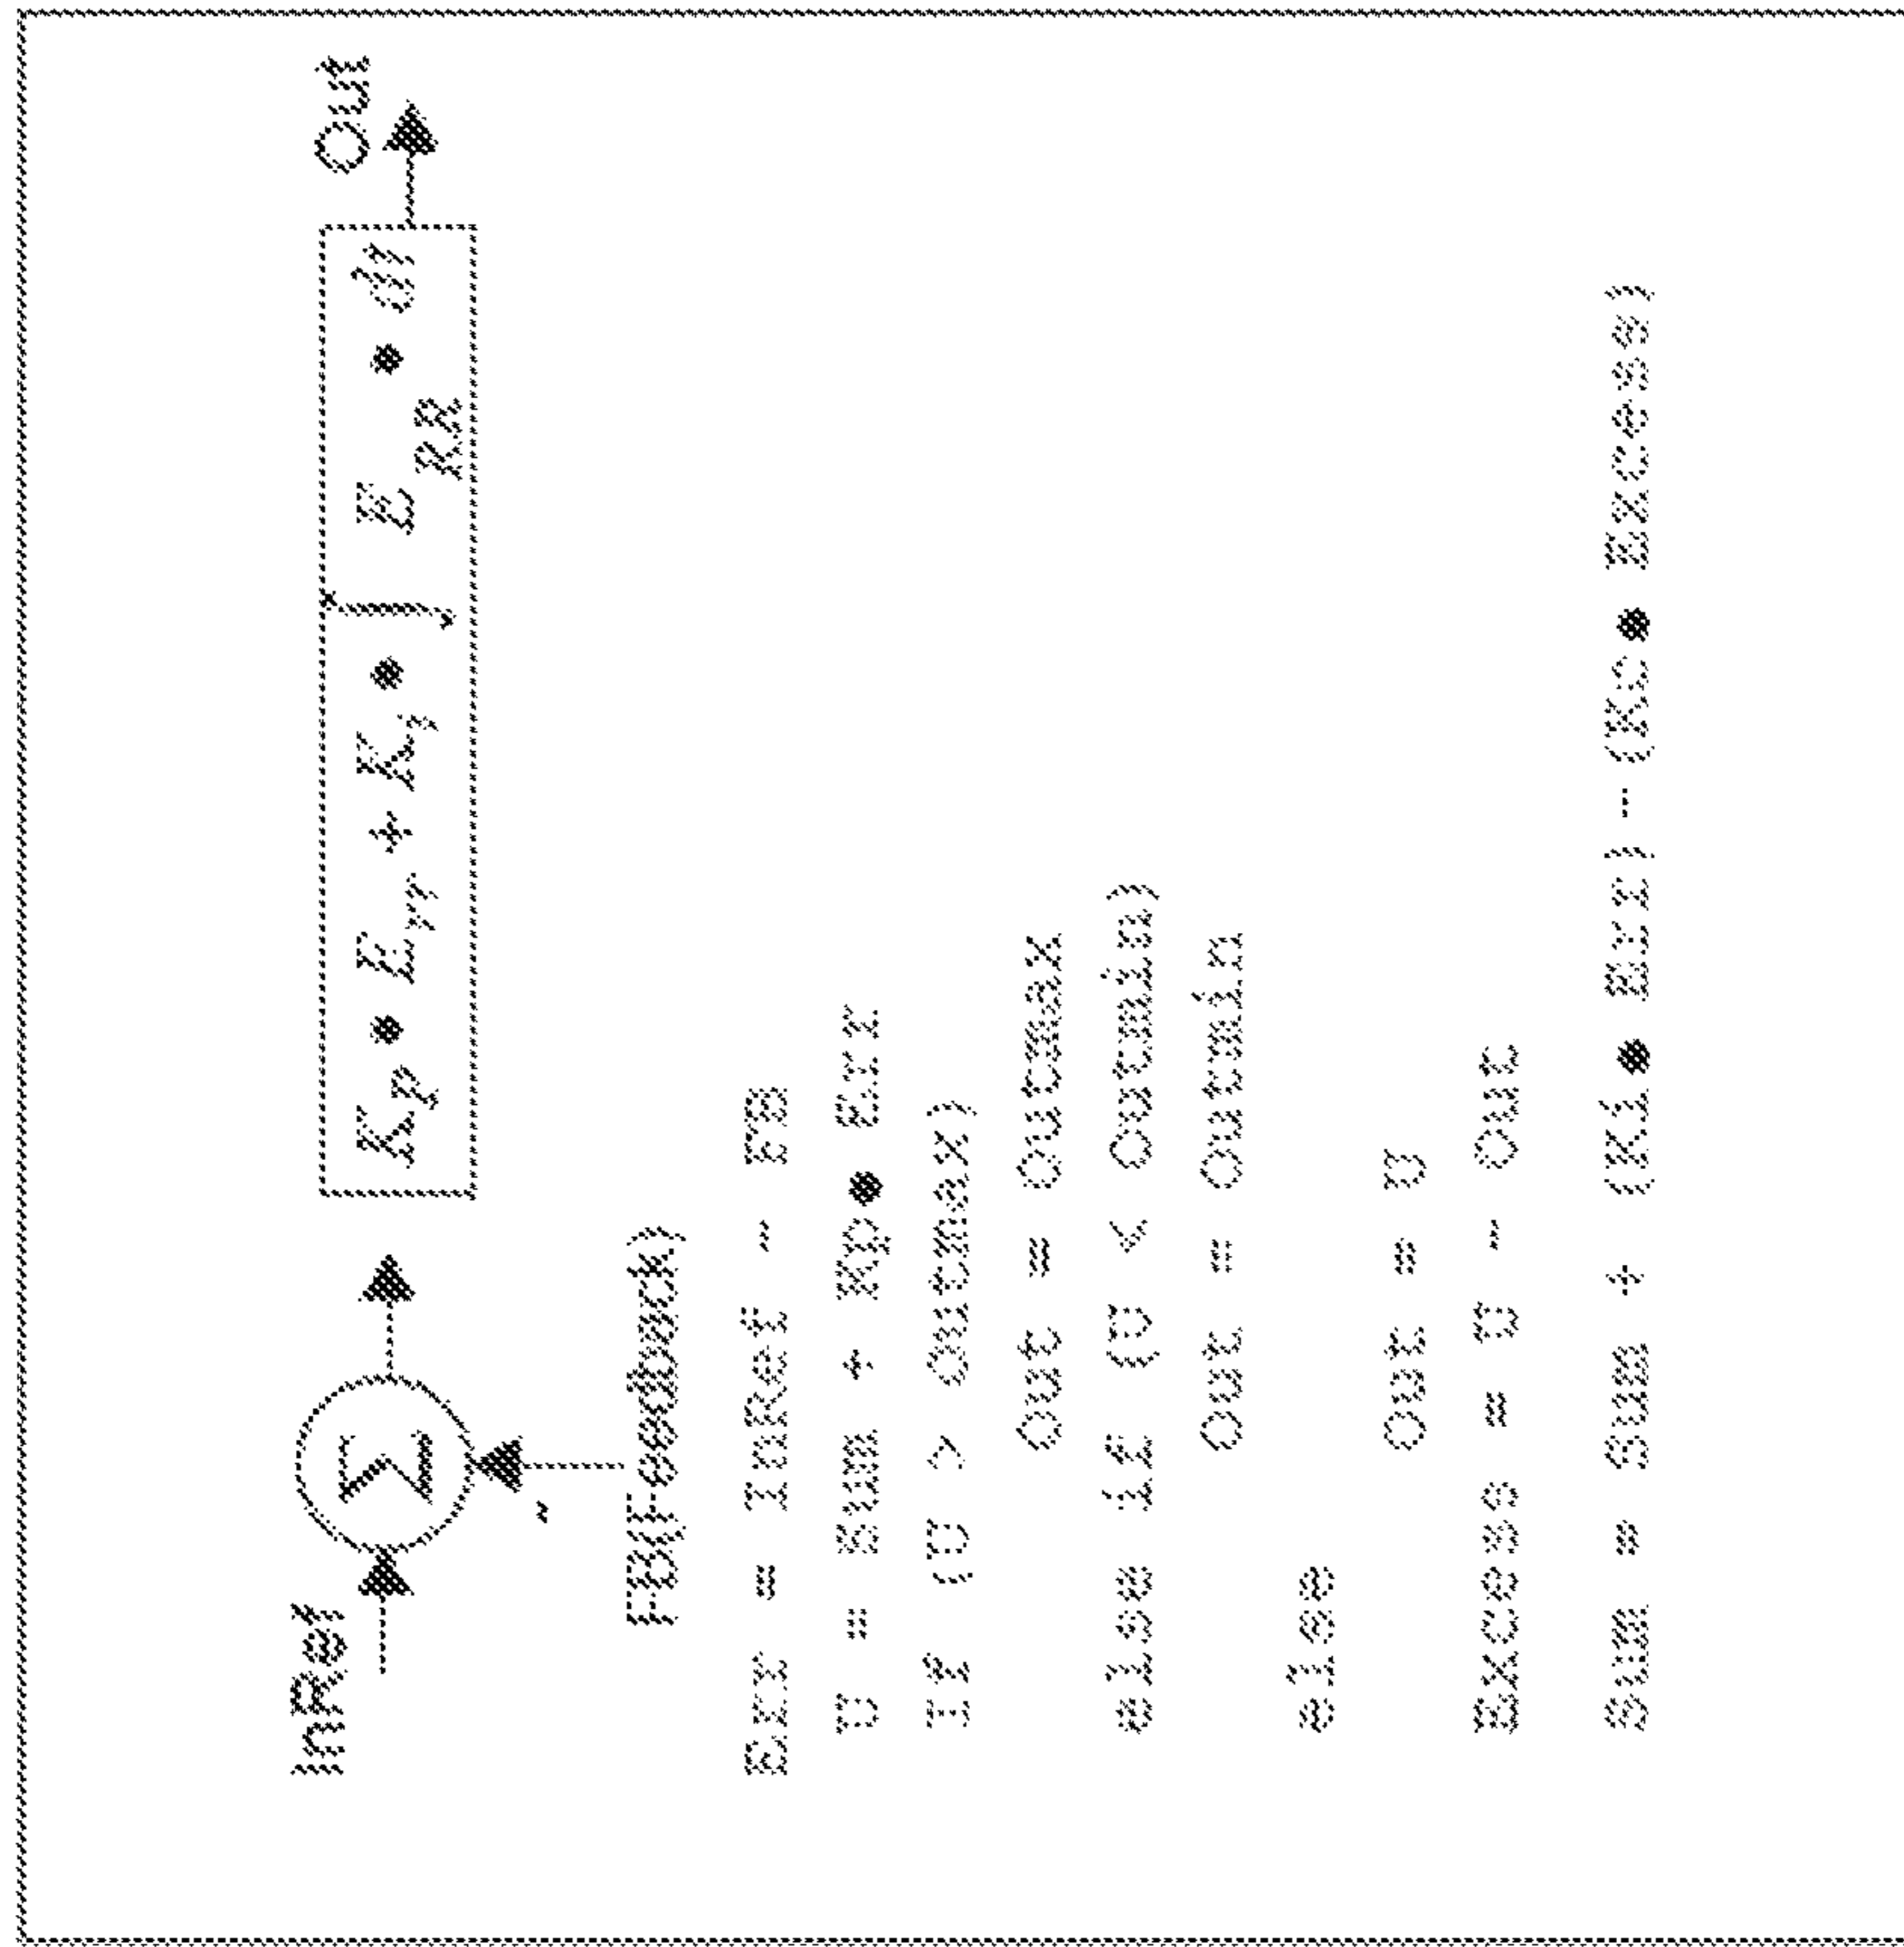 InRef
Σ
Kp • Err + Ki • ∫ ERR • dt
Out
-
FB(Feedback)
Err = InRef - FB
U = Sum + Kp • Err
If (U > Outmax)
Out = Outmax
else if (U < Outmin)
Out = Outmin
else
Out = U
Excess = U - Out
Sum = Sum + (Ki • Err) - (Kc • Excess)